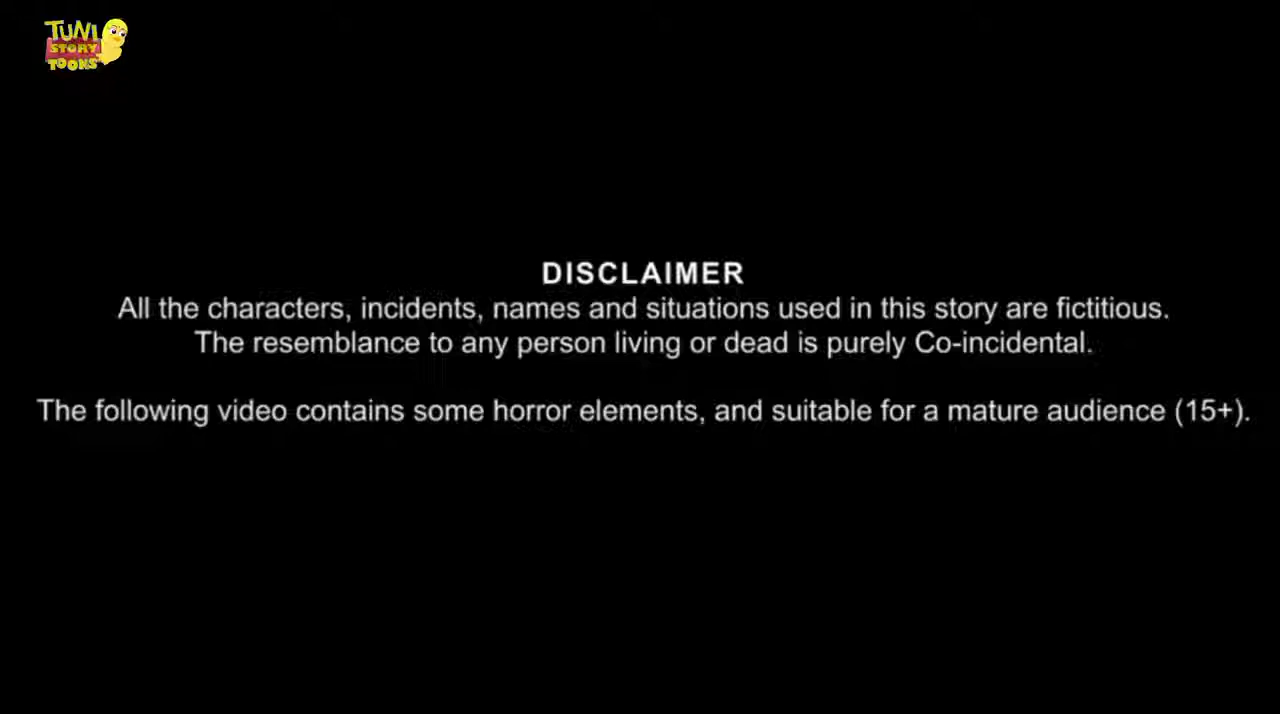 TUNI
STORY
TOONS
DISCLAIMER
All the characters, incidents, names and situations used in this story are fictitious.
The resemblance to any person living or dead is purely Co-incidental.
The following video contains some horror elements, and suitable for a mature audience (15+).